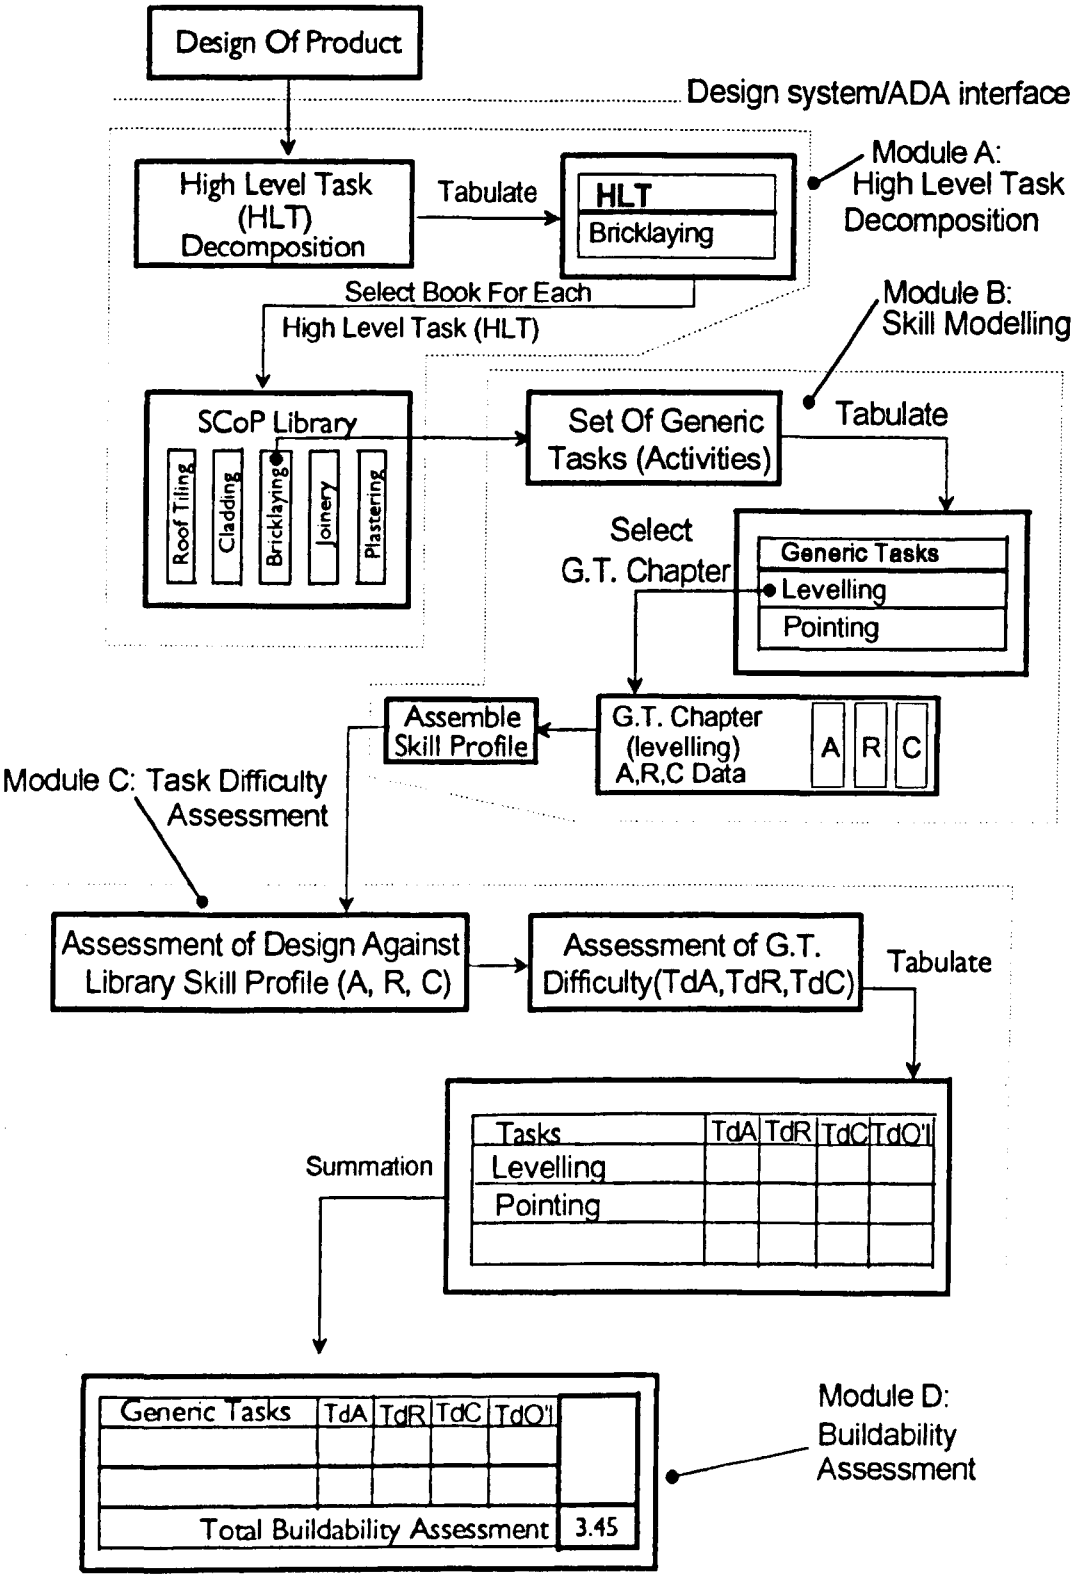 Design Of Product
Design system/ADA interface
Module A:
High Level Task
Decomposition
High Level Task
(HLT)
Decomposition
Tabulate
HLT
Bricklaying
Select Book For Each
High Level Task (HLT)
Module B:
Skill Modelling
SCoP Library
Roof Tiling
Cladding
Bricklaying
Joinery
Plastering
Set Of Generic
Tasks (Activities)
Tabulate
Select
G.T. Chapter
Generic Tasks
Levelling
Pointing
Assemble
Skill Profile
G.T. Chapter
(levelling)
A,R,C Data
A R C
Module C: Task Difficulty
Assessment
Assessment of Design Against
Library Skill Profile (A, R, C)
Assessment of G.T.
Difficulty(TdA,TdR,TdC)
Tabulate
Tasks TdA TdR TdC TdO'l
Levelling
Pointing
Summation
Generic Tasks TdA TdR TdC TdO'l
Total Buildability Assessment 3.45
Module D:
Buildability
Assessment